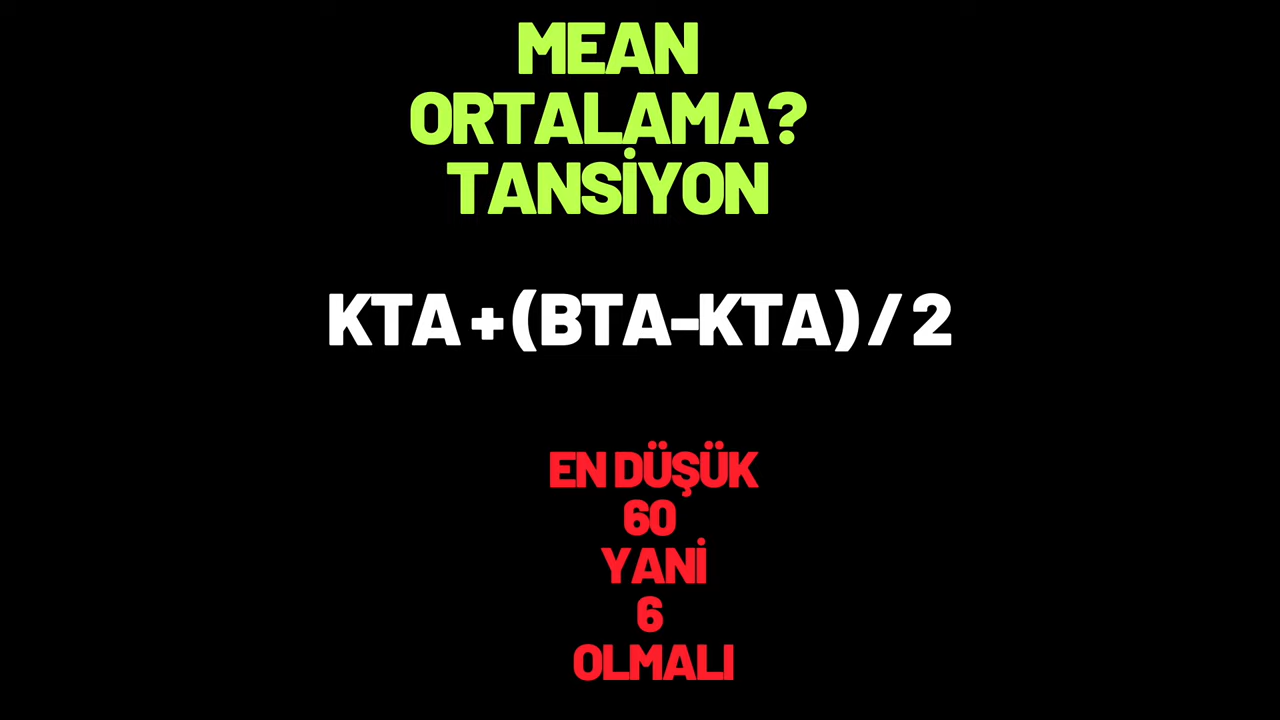 MEAN
ORTALAMA?
TANSİYON
KTA+(BTA-KTA)/2
EN DÜŞÜK
60
YANİ
6
OLMALI